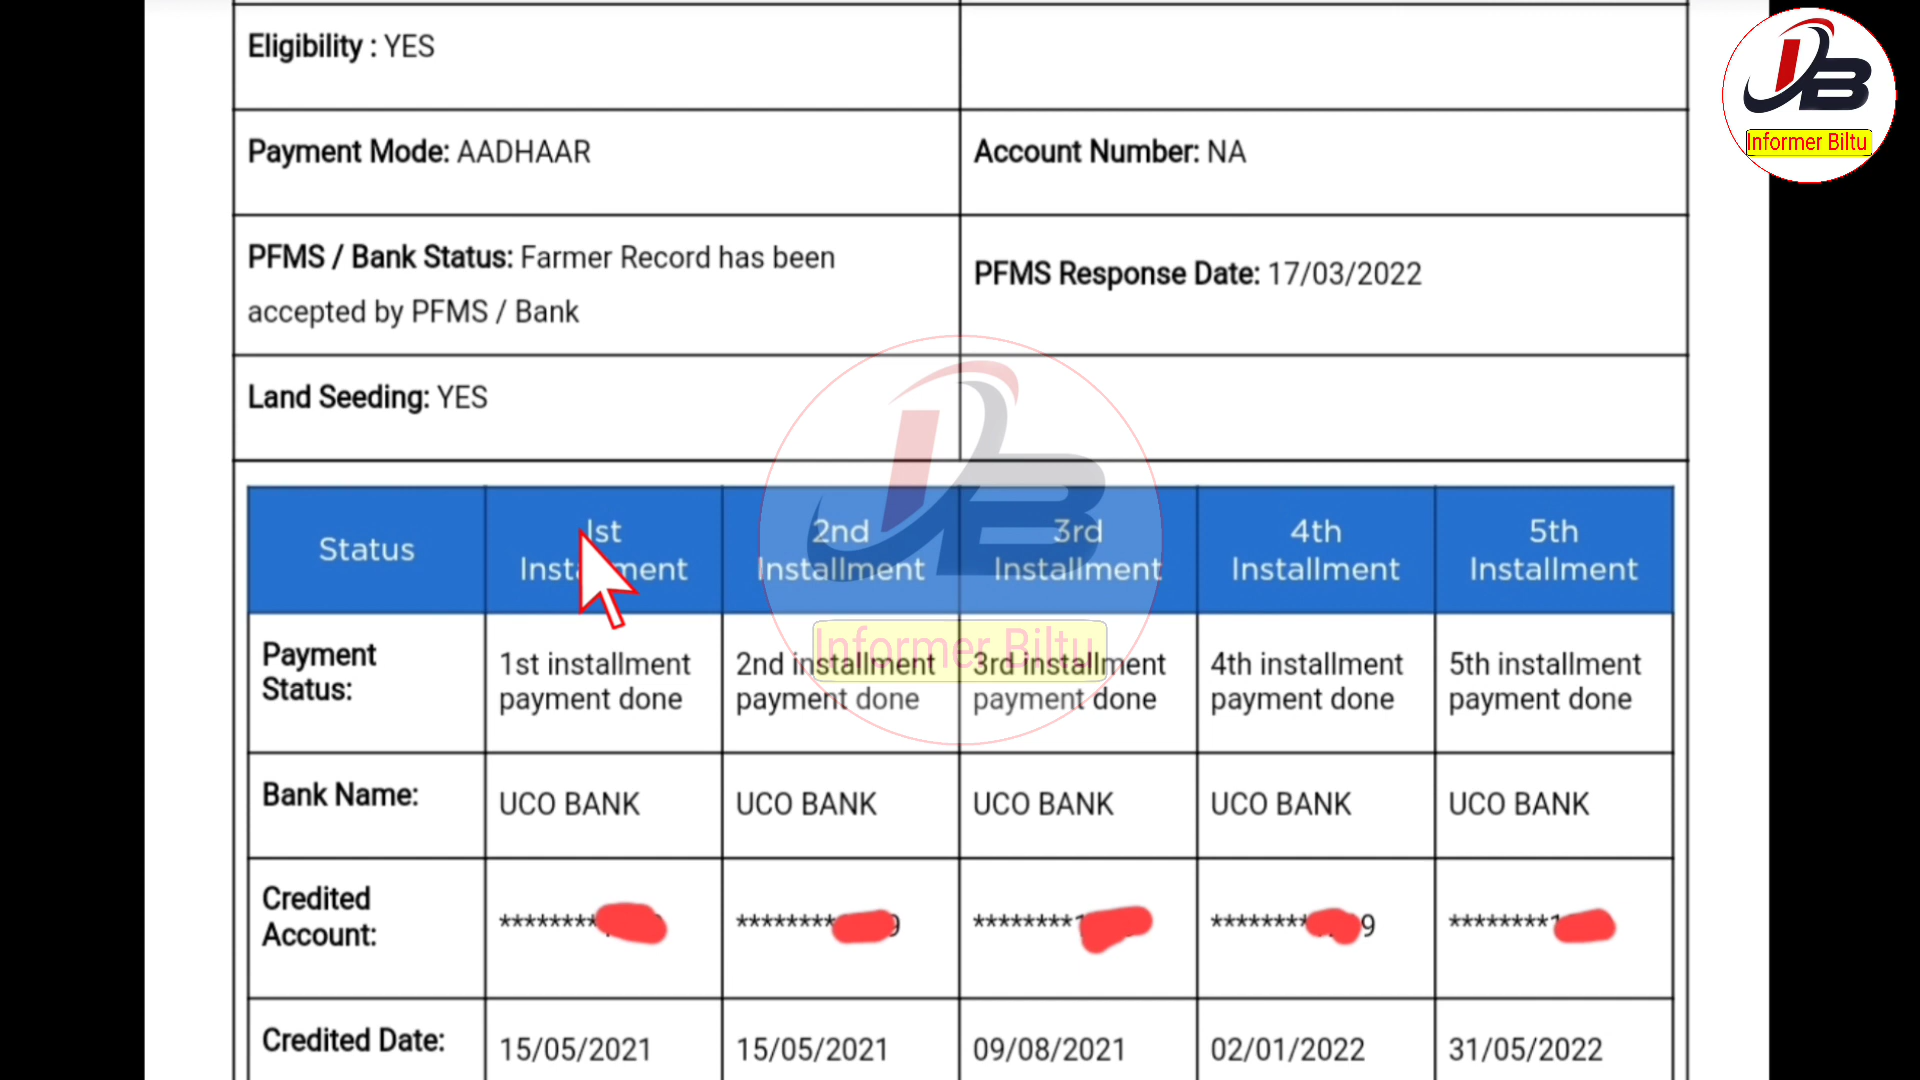 Eligibility : YES
Informer Biltu
Payment Mode: AADHAAR
Account Number: NA
PFMS / Bank Status: Farmer Record has been
accepted by PFMS / Bank
PFMS Response Date: 17/03/2022
Land Seeding: YES
Status
1st
Installment
2nd
Installment
3rd
Installment
4th
Installment
5th
Installment
Informer Biltu
Payment
Status:
1st installment
payment done
2nd installment
payment done
3rd installment
payment done
4th installment
payment done
5th installment
payment done
Bank Name:
UCO BANK
UCO BANK
UCO BANK
UCO BANK
UCO BANK
Credited
Account:
********
********9
********1
********9
********1
Credited Date:
15/05/2021
15/05/2021
09/08/2021
02/01/2022
31/05/2022